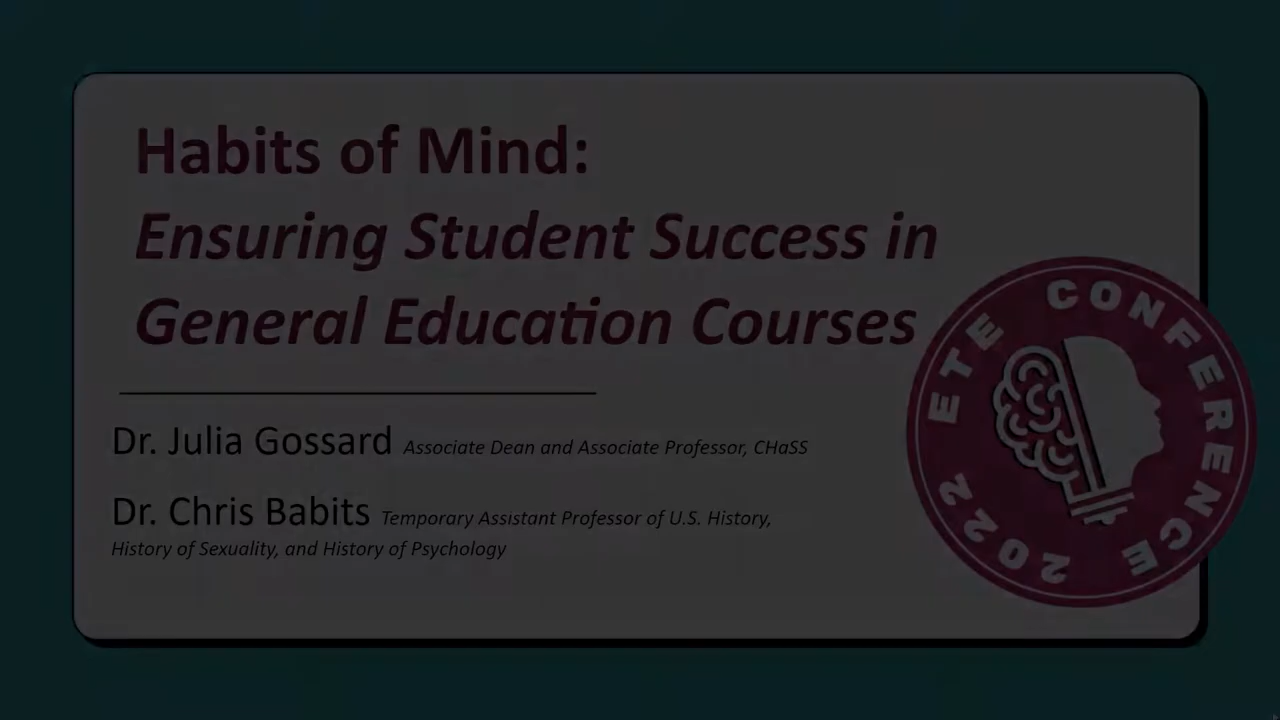 Habits of Mind:
Ensuring Student Success in
General Education Courses
Dr. Julia Gossard Associate Dean and Associate Professor, CHaSS
Dr. Chris Babits Temporary Assistant Professor of U.S. History,
History of Sexuality, and History of Psychology
ETE CONFERENCE 2022